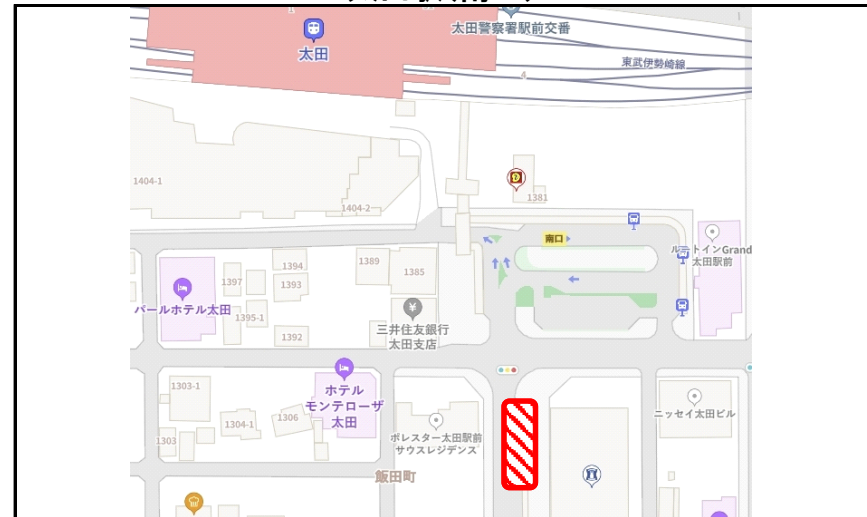 太田
太田警察署駅前交番
東武伊勢崎線
4
1404-1
1404-2
1381
南口
ルートインGrand
太田駅前
1394
1389
1385
1397
1393
パールホテル太田
1395-1
三井住友銀行
太田支店
1392
1303-1
ホテル
モンテローザ
太田
1304-1
1306
1303
ポレスター太田駅前
サウスレジデンス
ニッセイ太田ビル
飯田町